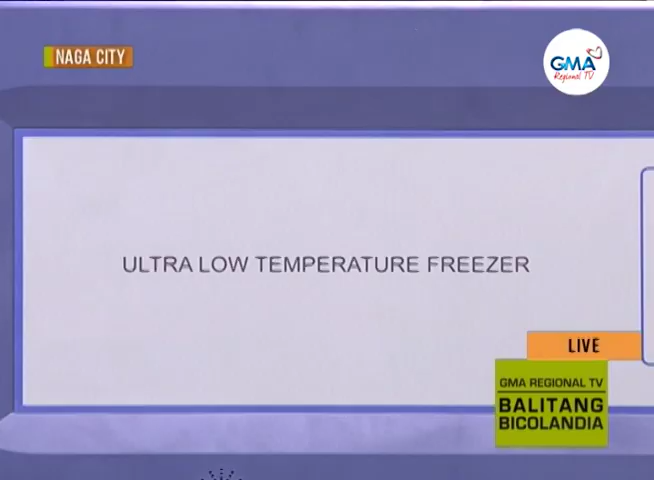 NAGA CITY
GMA
Regional TV
ULTRA LOW TEMPERATURE FREEZER
LIVE
GMA REGIONAL TV
BALITANG
BICOLANDIA